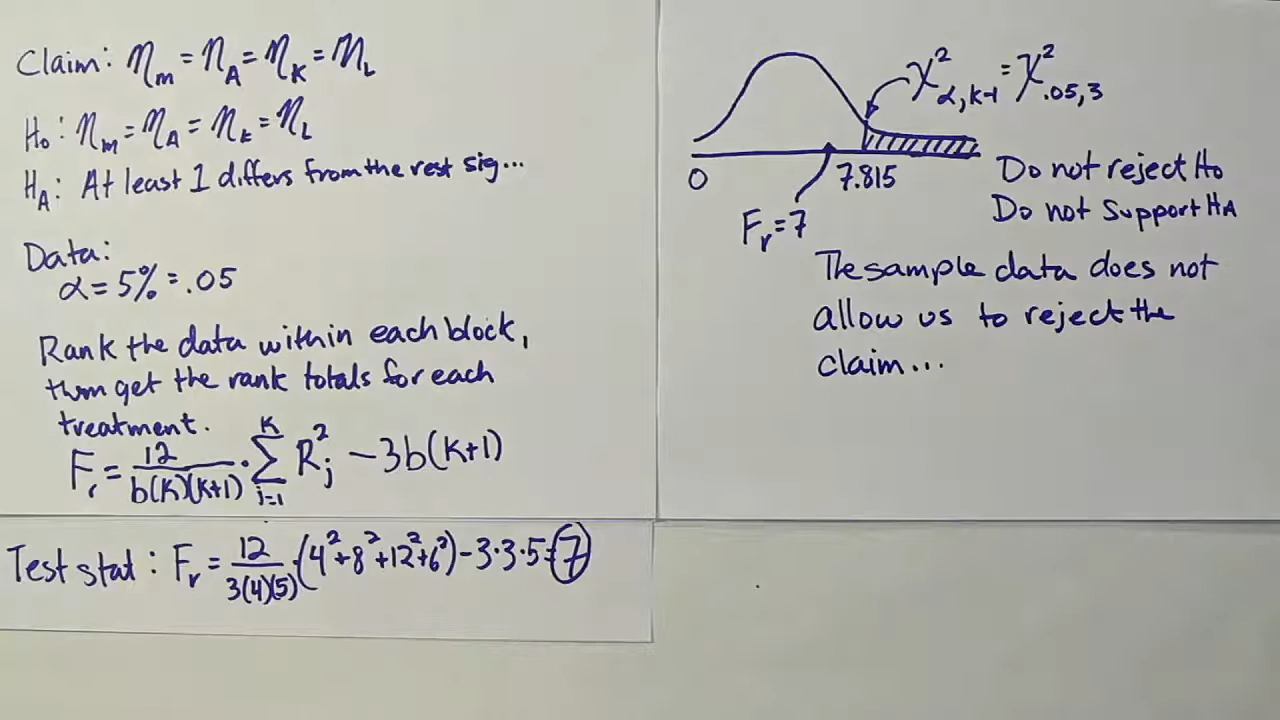 Claim: η_m = η_A = η_K = η_L
H₀: η_m = η_A = η_K = η_L
H_A: At least 1 differs from the rest sig...
Data:
α = 5% = .05
Rank the data within each block,
then get the rank totals for each
treatment.
F_r = 12/(b(K)(K+1)) · Σ_{j=1}^{K} R_j² − 3b(K+1)
Test stat: F_r = 12/(3(4)(5)) (4² + 8² + 12² + 6²) − 3·3·5 = 7
χ²_{α, k-1} = χ²_{.05, 3}
0
7.815
F_r = 7
Do not reject H₀
Do not support H_A
The sample data does not
allow us to reject the
claim...